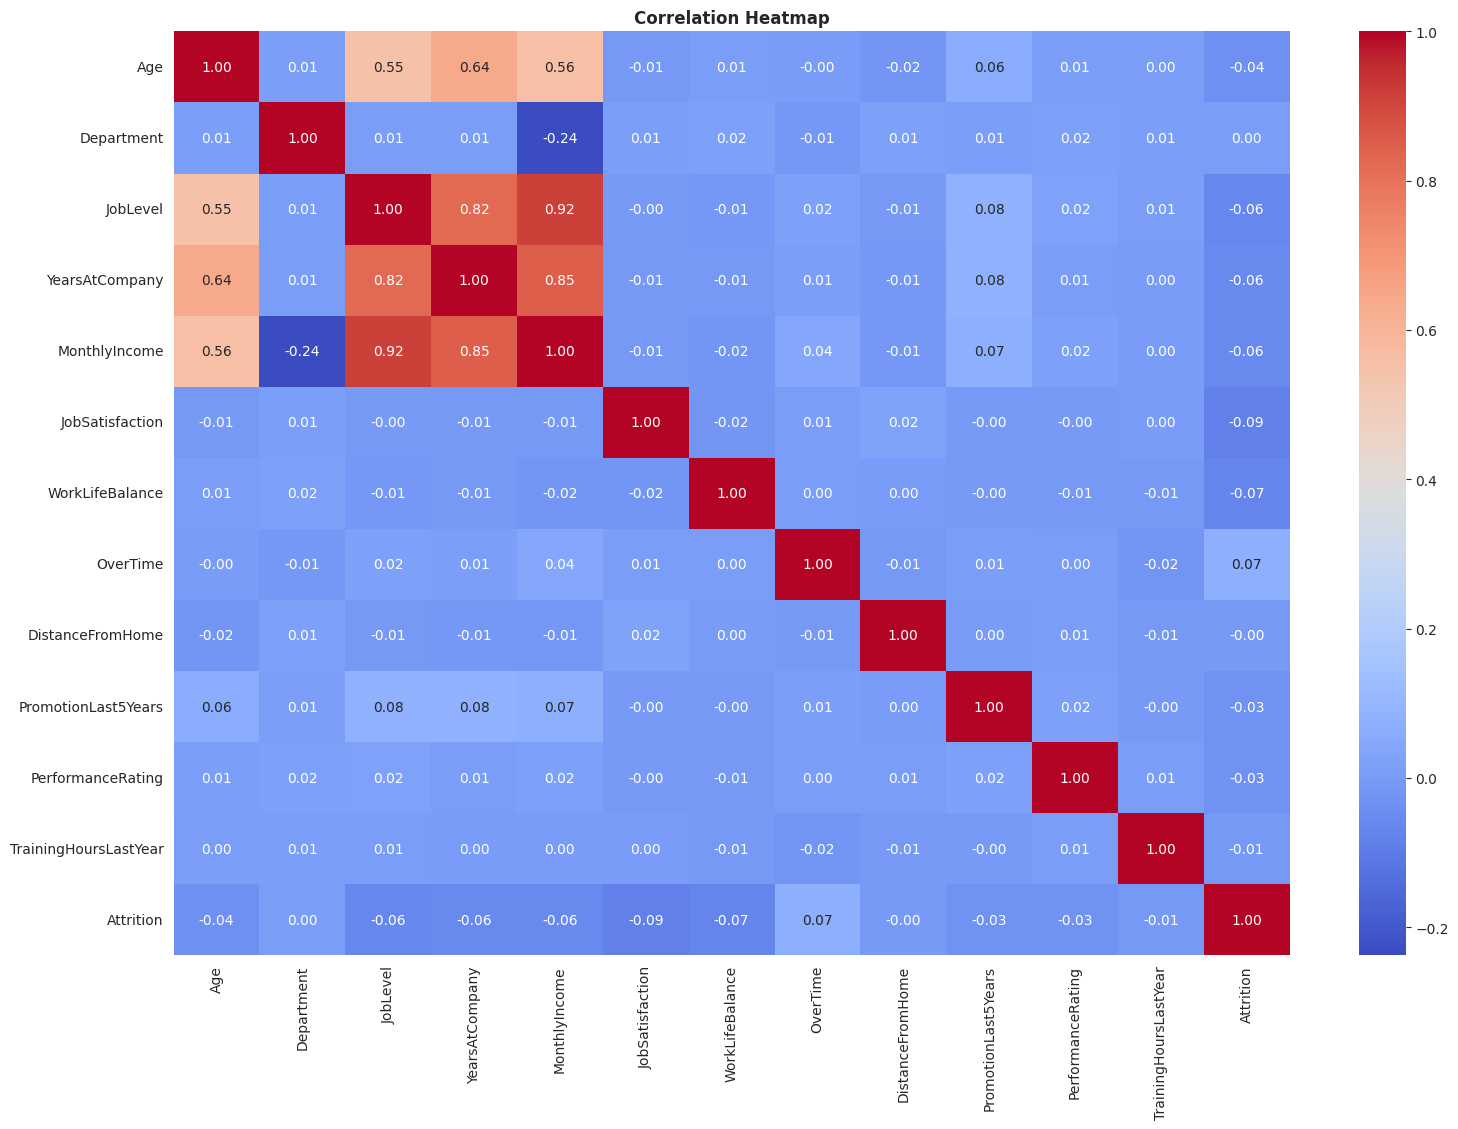 Correlation Heatmap
Age 1.00 0.01 0.55 0.64 0.56 -0.01 0.01 -0.00 -0.02 0.06 0.01 0.00 -0.04
Department 0.01 1.00 0.01 0.01 -0.24 0.01 0.02 -0.01 0.01 0.01 0.02 0.01 0.00
JobLevel 0.55 0.01 1.00 0.82 0.92 -0.00 -0.01 0.02 -0.01 0.08 0.02 0.01 -0.06
YearsAtCompany 0.64 0.01 0.82 1.00 0.85 -0.01 -0.01 0.01 -0.01 0.08 0.01 0.00 -0.06
MonthlyIncome 0.56 -0.24 0.92 0.85 1.00 -0.01 -0.02 0.04 -0.01 0.07 0.02 0.00 -0.06
JobSatisfaction -0.01 0.01 -0.00 -0.01 -0.01 1.00 -0.02 0.01 0.02 -0.00 -0.00 0.00 -0.09
WorkLifeBalance 0.01 0.02 -0.01 -0.01 -0.02 -0.02 1.00 0.00 0.00 -0.00 -0.01 -0.01 -0.07
OverTime -0.00 -0.01 0.02 0.01 0.04 0.01 0.00 1.00 -0.01 0.01 0.00 -0.02 0.07
DistanceFromHome -0.02 0.01 -0.01 -0.01 -0.01 0.02 0.00 -0.01 1.00 0.00 0.01 -0.01 -0.00
PromotionLast5Years 0.06 0.01 0.08 0.08 0.07 -0.00 -0.00 0.01 0.00 1.00 0.02 -0.00 -0.03
PerformanceRating 0.01 0.02 0.02 0.01 0.02 -0.00 -0.01 0.00 0.01 0.02 1.00 0.01 -0.03
TrainingHoursLastYear 0.00 0.01 0.01 0.00 0.00 0.00 -0.01 -0.02 -0.01 -0.00 0.01 1.00 -0.01
Attrition -0.04 0.00 -0.06 -0.06 -0.06 -0.09 -0.07 0.07 -0.00 -0.03 -0.03 -0.01 1.00
Age
Department
JobLevel
YearsAtCompany
MonthlyIncome
JobSatisfaction
WorkLifeBalance
OverTime
DistanceFromHome
PromotionLast5Years
PerformanceRating
TrainingHoursLastYear
Attrition
1.0
0.8
0.6
0.4
0.2
0.0
−0.2